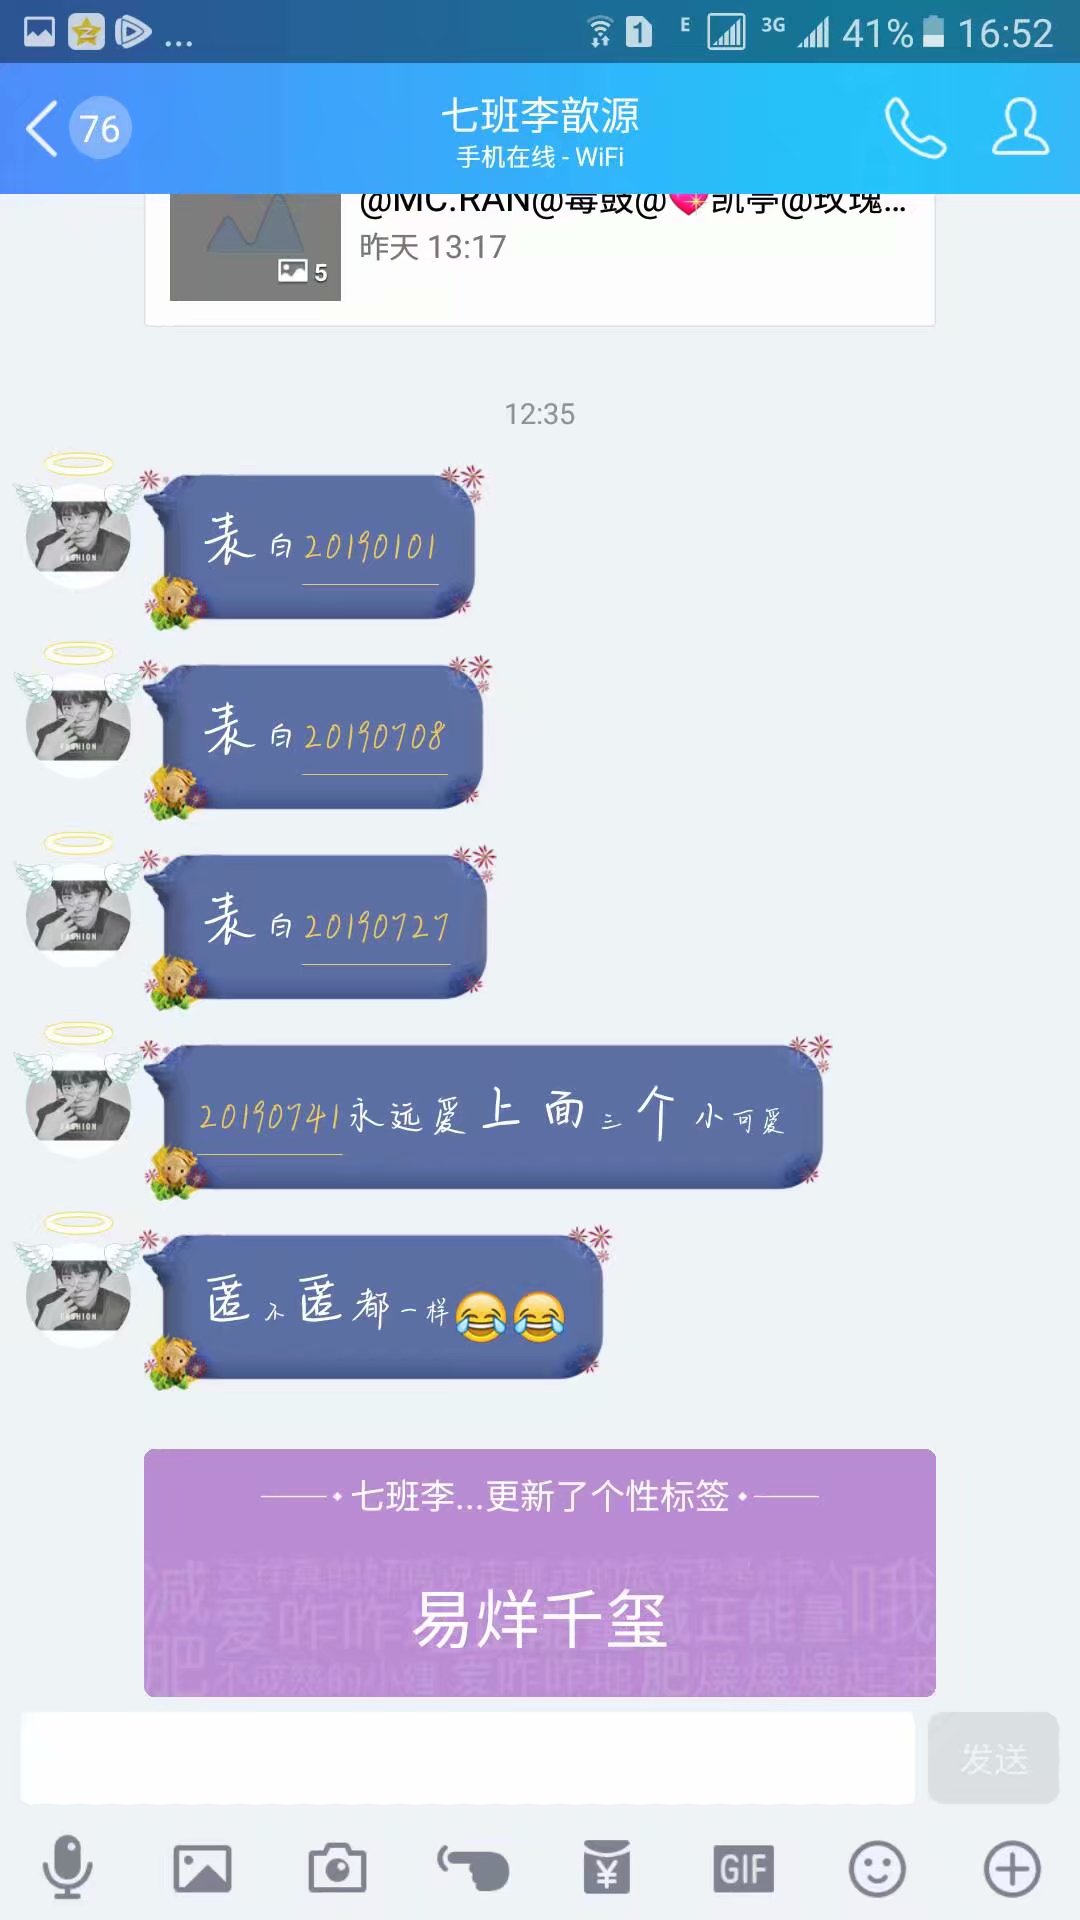 E 3G 41% 16:52
76
七班李歆源
手机在线 - WiFi
@MC.RAN@毒鼓@💖凯亭@玫瑰...
5
昨天 13:17
12:35
表白20190101
表白20190708
表白20190727
20190741永远爱上面三个小可爱
匿不匿都一样😂😂
七班李...更新了个性标签
易烊千玺
发送
GIF